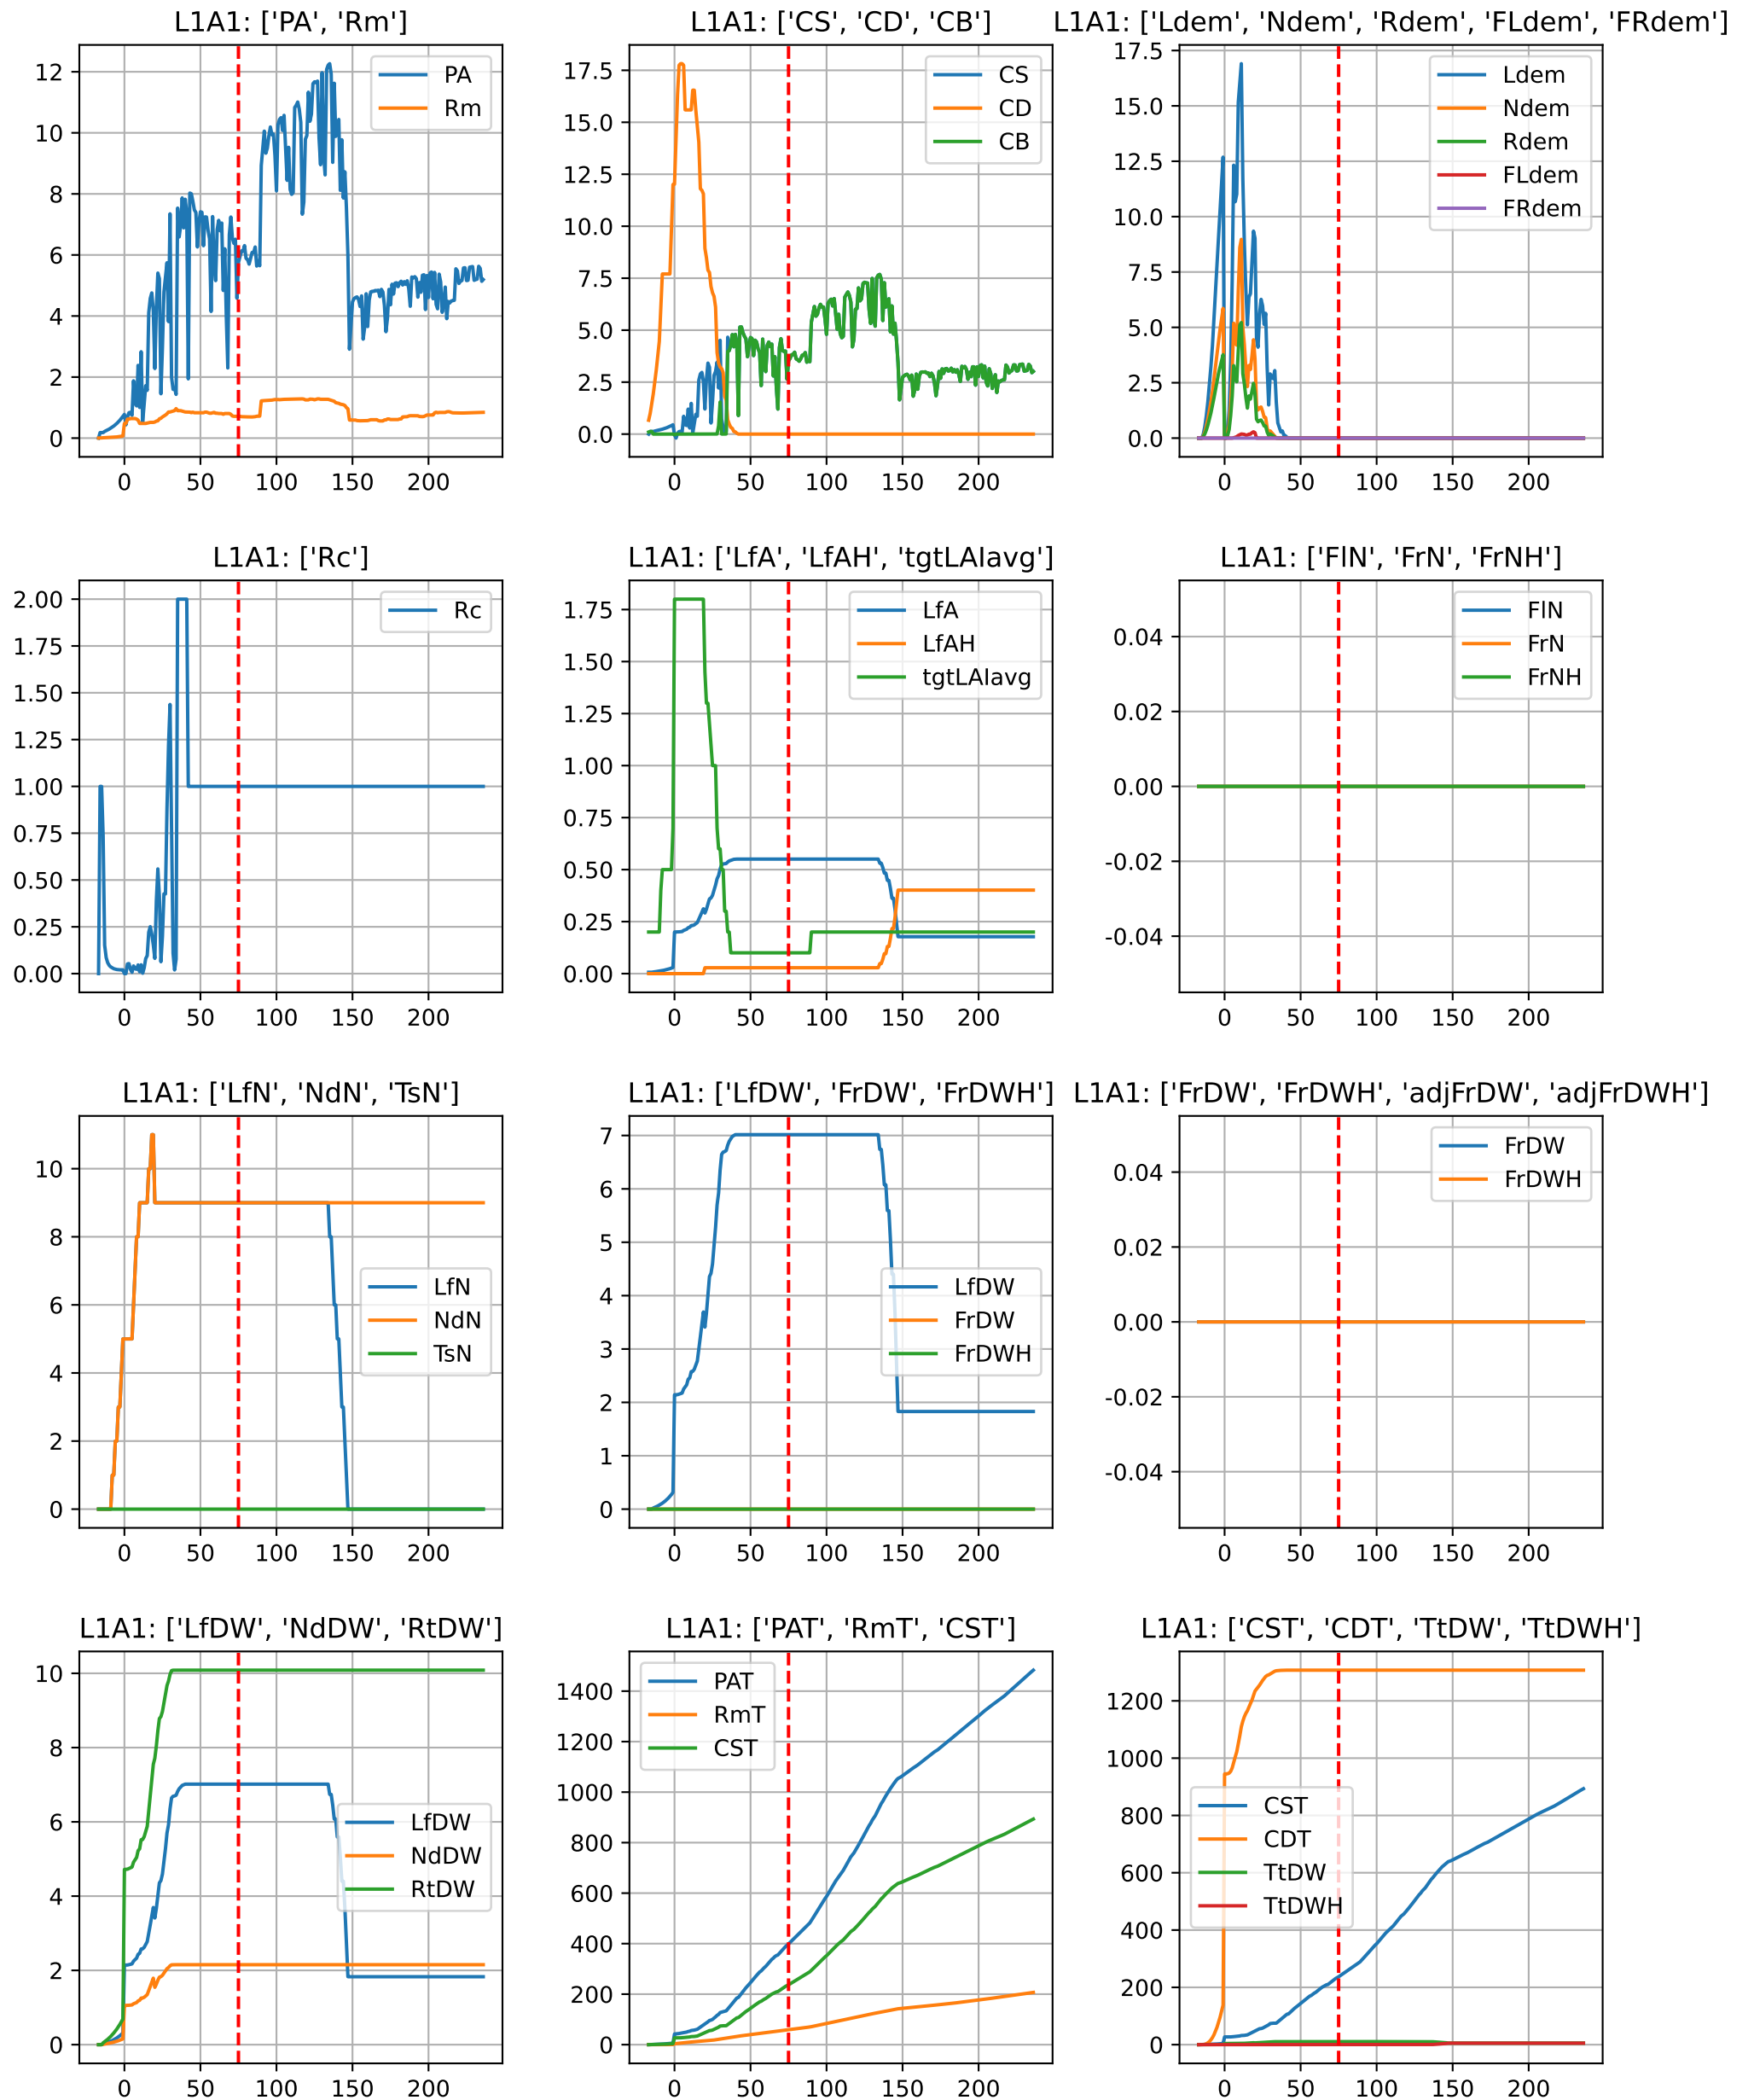 L1A1: ['PA', 'Rm']
12
10
8
6
4
2
0
0 50 100 150 200
PA
Rm
L1A1: ['CS', 'CD', 'CB']
17.5
15.0
12.5
10.0
7.5
5.0
2.5
0.0
0 50 100 150 200
CS
CD
CB
L1A1: ['Ldem', 'Ndem', 'Rdem', 'FLdem', 'FRdem']
17.5
15.0
12.5
10.0
7.5
5.0
2.5
0.0
0 50 100 150 200
Ldem
Ndem
Rdem
FLdem
FRdem
L1A1: ['Rc']
2.00
1.75
1.50
1.25
1.00
0.75
0.50
0.25
0.00
0 50 100 150 200
Rc
L1A1: ['LfA', 'LfAH', 'tgtLAIavg']
1.75
1.50
1.25
1.00
0.75
0.50
0.25
0.00
0 50 100 150 200
LfA
LfAH
tgtLAIavg
L1A1: ['FlN', 'FrN', 'FrNH']
0.04
0.02
0.00
-0.02
-0.04
0 50 100 150 200
FlN
FrN
FrNH
L1A1: ['LfN', 'NdN', 'TsN']
10
8
6
4
2
0
0 50 100 150 200
LfN
NdN
TsN
L1A1: ['LfDW', 'FrDW', 'FrDWH']
7
6
5
4
3
2
1
0
0 50 100 150 200
LfDW
FrDW
FrDWH
L1A1: ['FrDW', 'FrDWH', 'adjFrDW', 'adjFrDWH']
0.04
0.02
0.00
-0.02
-0.04
0 50 100 150 200
FrDW
FrDWH
L1A1: ['LfDW', 'NdDW', 'RtDW']
10
8
6
4
2
0
0 50 100 150 200
LfDW
NdDW
RtDW
L1A1: ['PAT', 'RmT', 'CST']
1400
1200
1000
800
600
400
200
0
0 50 100 150 200
PAT
RmT
CST
L1A1: ['CST', 'CDT', 'TtDW', 'TtDWH']
1200
1000
800
600
400
200
0
0 50 100 150 200
CST
CDT
TtDW
TtDWH